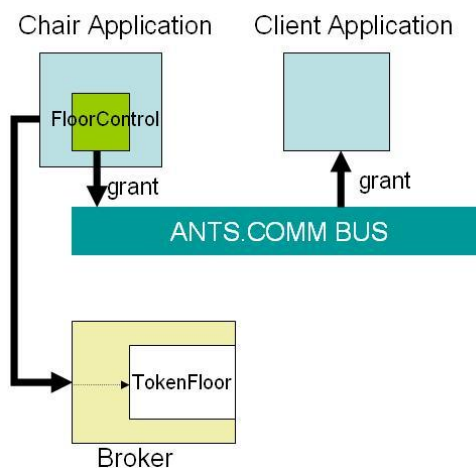 Chair Application
Client Application
FloorControl
grant
grant
ANTS.COMM BUS
TokenFloor
Broker